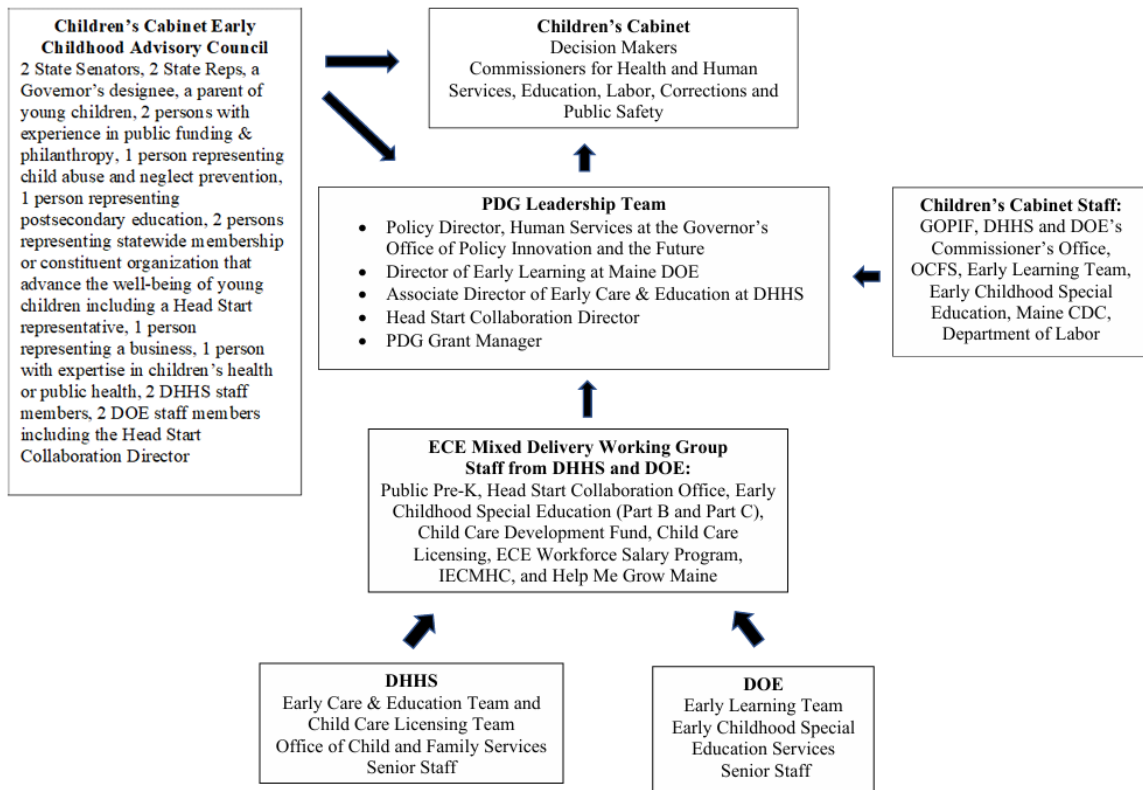 Children's Cabinet Early
Childhood Advisory Council
2 State Senators, 2 State Reps, a
Governor's designee, a parent of
young children, 2 persons with
experience in public funding &
philanthropy, 1 person representing
child abuse and neglect prevention,
1 person representing
postsecondary education, 2 persons
representing statewide membership
or constituent organization that
advance the well-being of young
children including a Head Start
representative, 1 person
representing a business, 1 person
with expertise in children's health
or public health, 2 DHHS staff
members, 2 DOE staff members
including the Head Start
Collaboration Director
Children's Cabinet
Decision Makers
Commissioners for Health and Human
Services, Education, Labor, Corrections and
Public Safety
PDG Leadership Team
• Policy Director, Human Services at the Governor's
Office of Policy Innovation and the Future
• Director of Early Learning at Maine DOE
• Associate Director of Early Care & Education at DHHS
• Head Start Collaboration Director
• PDG Grant Manager
Children's Cabinet Staff:
GOPIF, DHHS and DOE's
Commissioner's Office,
OCFS, Early Learning Team,
Early Childhood Special
Education, Maine CDC,
Department of Labor
ECE Mixed Delivery Working Group
Staff from DHHS and DOE:
Public Pre-K, Head Start Collaboration Office, Early
Childhood Special Education (Part B and Part C),
Child Care Development Fund, Child Care
Licensing, ECE Workforce Salary Program,
IECMHC, and Help Me Grow Maine
DHHS
Early Care & Education Team and
Child Care Licensing Team
Office of Child and Family Services
Senior Staff
DOE
Early Learning Team
Early Childhood Special
Education Services
Senior Staff